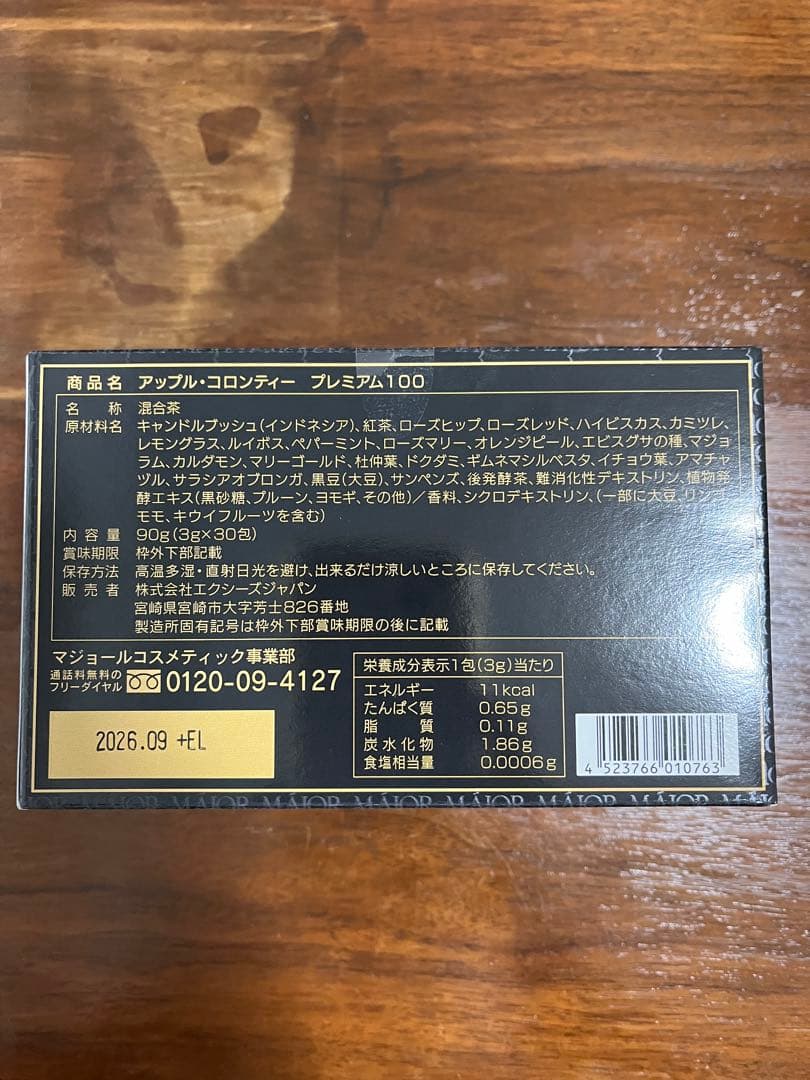 商品名 アップル・コロンティー プレミアム100
名称 混合茶
原材料名 キャンドルブッシュ（インドネシア）、紅茶、ローズヒップ、ローズレッド、ハイビスカス、カミツレ、
レモングラス、ルイボス、ペパーミント、ローズマリー、オレンジピール、エビスグサの種、マジョ
ラム、カルダモン、マリーゴールド、杜仲葉、ドクダミ、ギムネマシルベスタ、イチョウ葉、アマチャ
ヅル、サラシアオブロンガ、黒豆（大豆）、サンペンズ、後発酵茶、難消化性デキストリン、植物発
酵エキス（黒砂糖、プルーン、ヨモギ、その他）／香料、シクロデキストリン、（一部に大豆、リンゴ、
モモ、キウイフルーツを含む）
内容量 90g（3g×30包）
賞味期限 枠外下部記載
保存方法 高温多湿・直射日光を避け、出来るだけ涼しいところに保存してください。
販売者 株式会社エクシーズジャパン
宮崎県宮崎市大字芳士826番地
製造所固有記号は枠外下部賞味期限の後に記載
マジョールコスメティック事業部
通話料無料の
フリーダイヤル 0120-09-4127
2026.09 +EL
栄養成分表示1包（3g）当たり
エネルギー 11kcal
たんぱく質 0.65g
脂質 0.11g
炭水化物 1.86g
食塩相当量 0.0006g
4 523766 010763
MAJOR MAJOR MAJOR MAJOR